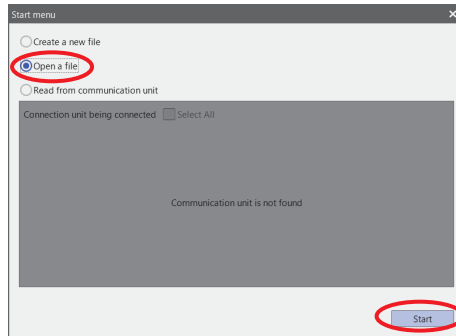 Start menu
Create a new file
Open a file
Read from communication unit
Connection unit being connected Select All
Communication unit is not found
Start